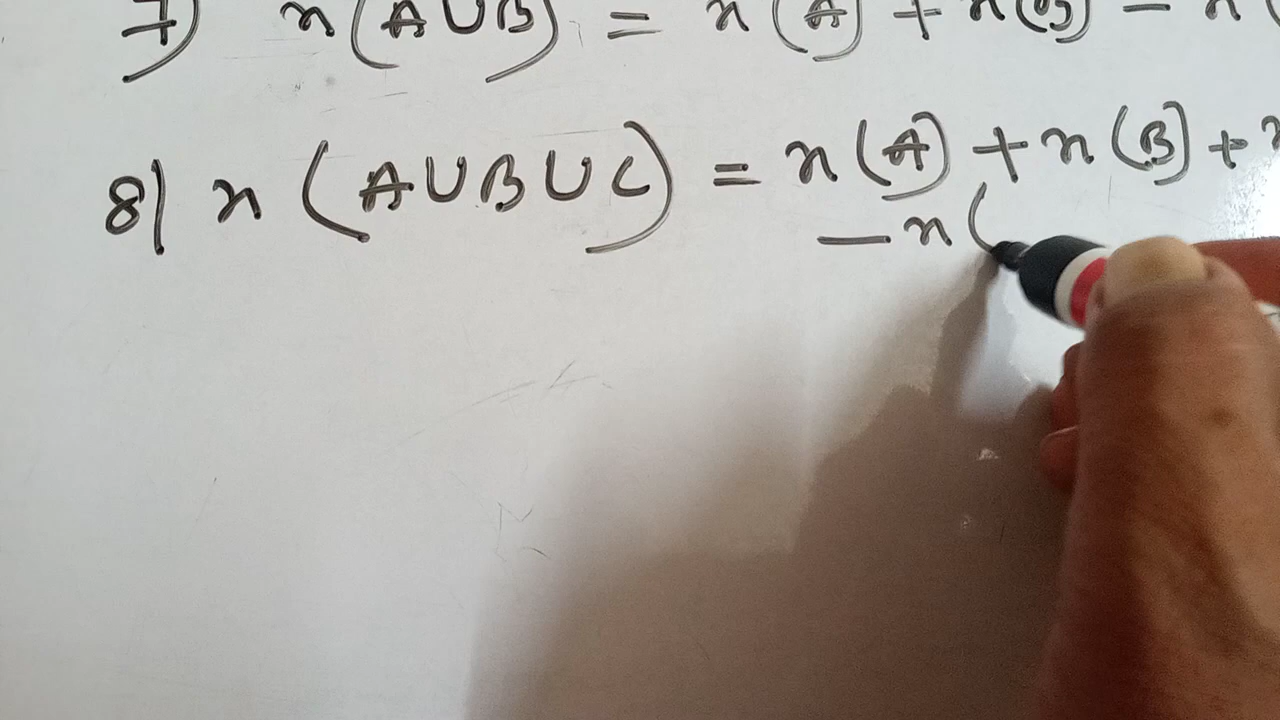 7) n(A∪B) = n(A) + n(B) − n(
8) n(A∪B∪C) = n(A) + n(B) +
− n(